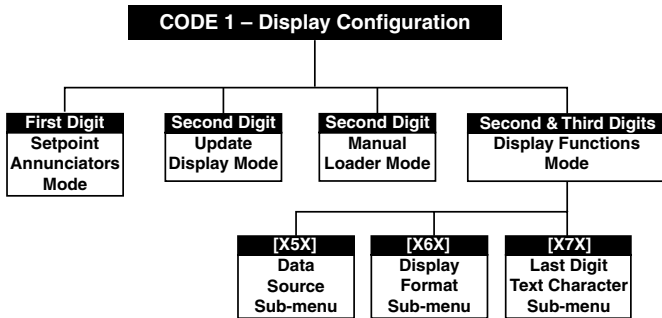 CODE 1 – Display Configuration
First Digit
Setpoint
Annunciators
Mode
Second Digit
Update
Display Mode
Second Digit
Manual
Loader Mode
Second & Third Digits
Display Functions
Mode
[X5X]
Data
Source
Sub-menu
[X6X]
Display
Format
Sub-menu
[X7X]
Last Digit
Text Character
Sub-menu